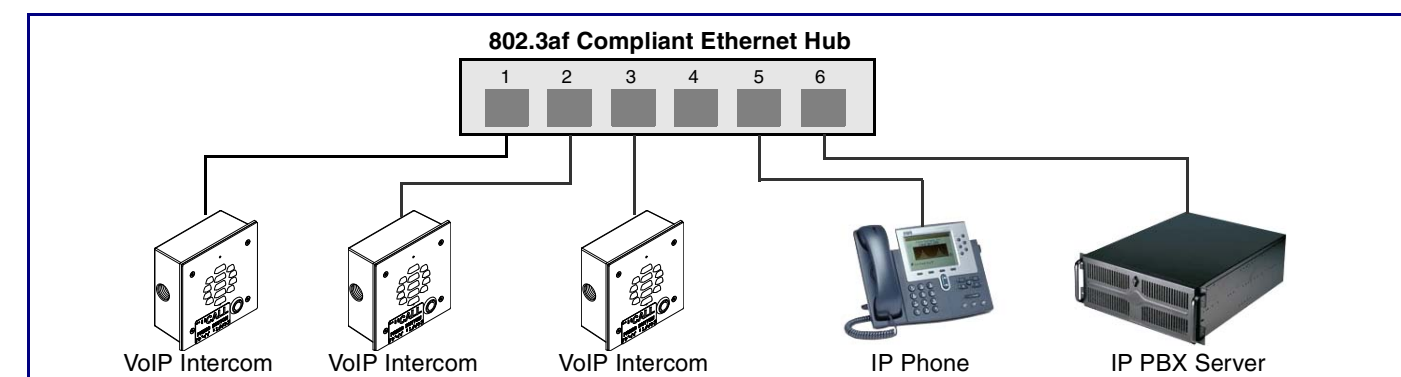 802.3af Compliant Ethernet Hub
1 2 3 4 5 6
CALL
VoIP Intercom VoIP Intercom VoIP Intercom IP Phone IP PBX Server